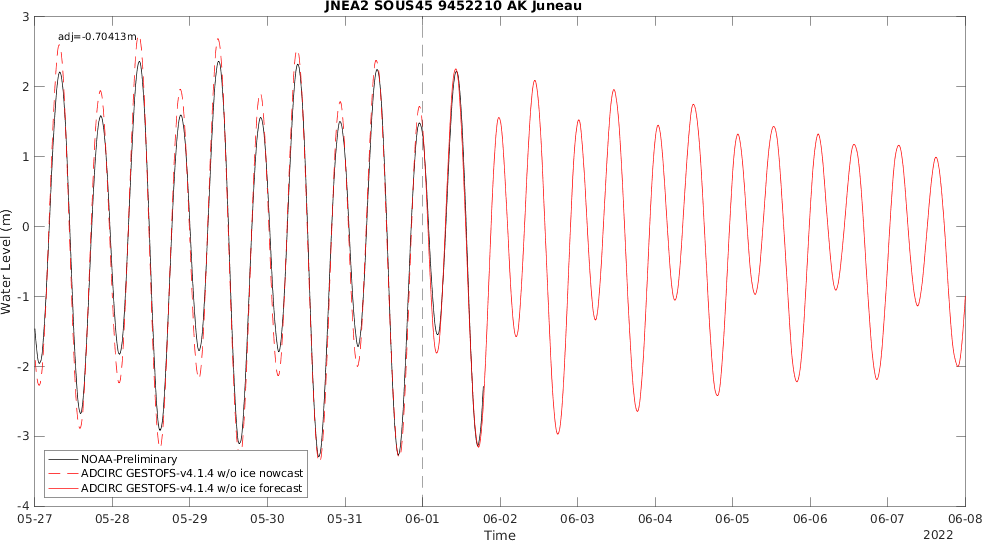 JNEA2 SOUS45 9452210 AK Juneau
adj=-0.70413m
3
2
1
0
-1
-2
-3
-4
Water Level (m)
NOAA-Preliminary
ADCIRC GESTOFS-v4.1.4 w/o ice nowcast
ADCIRC GESTOFS-v4.1.4 w/o ice forecast
05-27 05-28 05-29 05-30 05-31 06-01 06-02 06-03 06-04 06-05 06-06 06-07 06-08
Time
2022